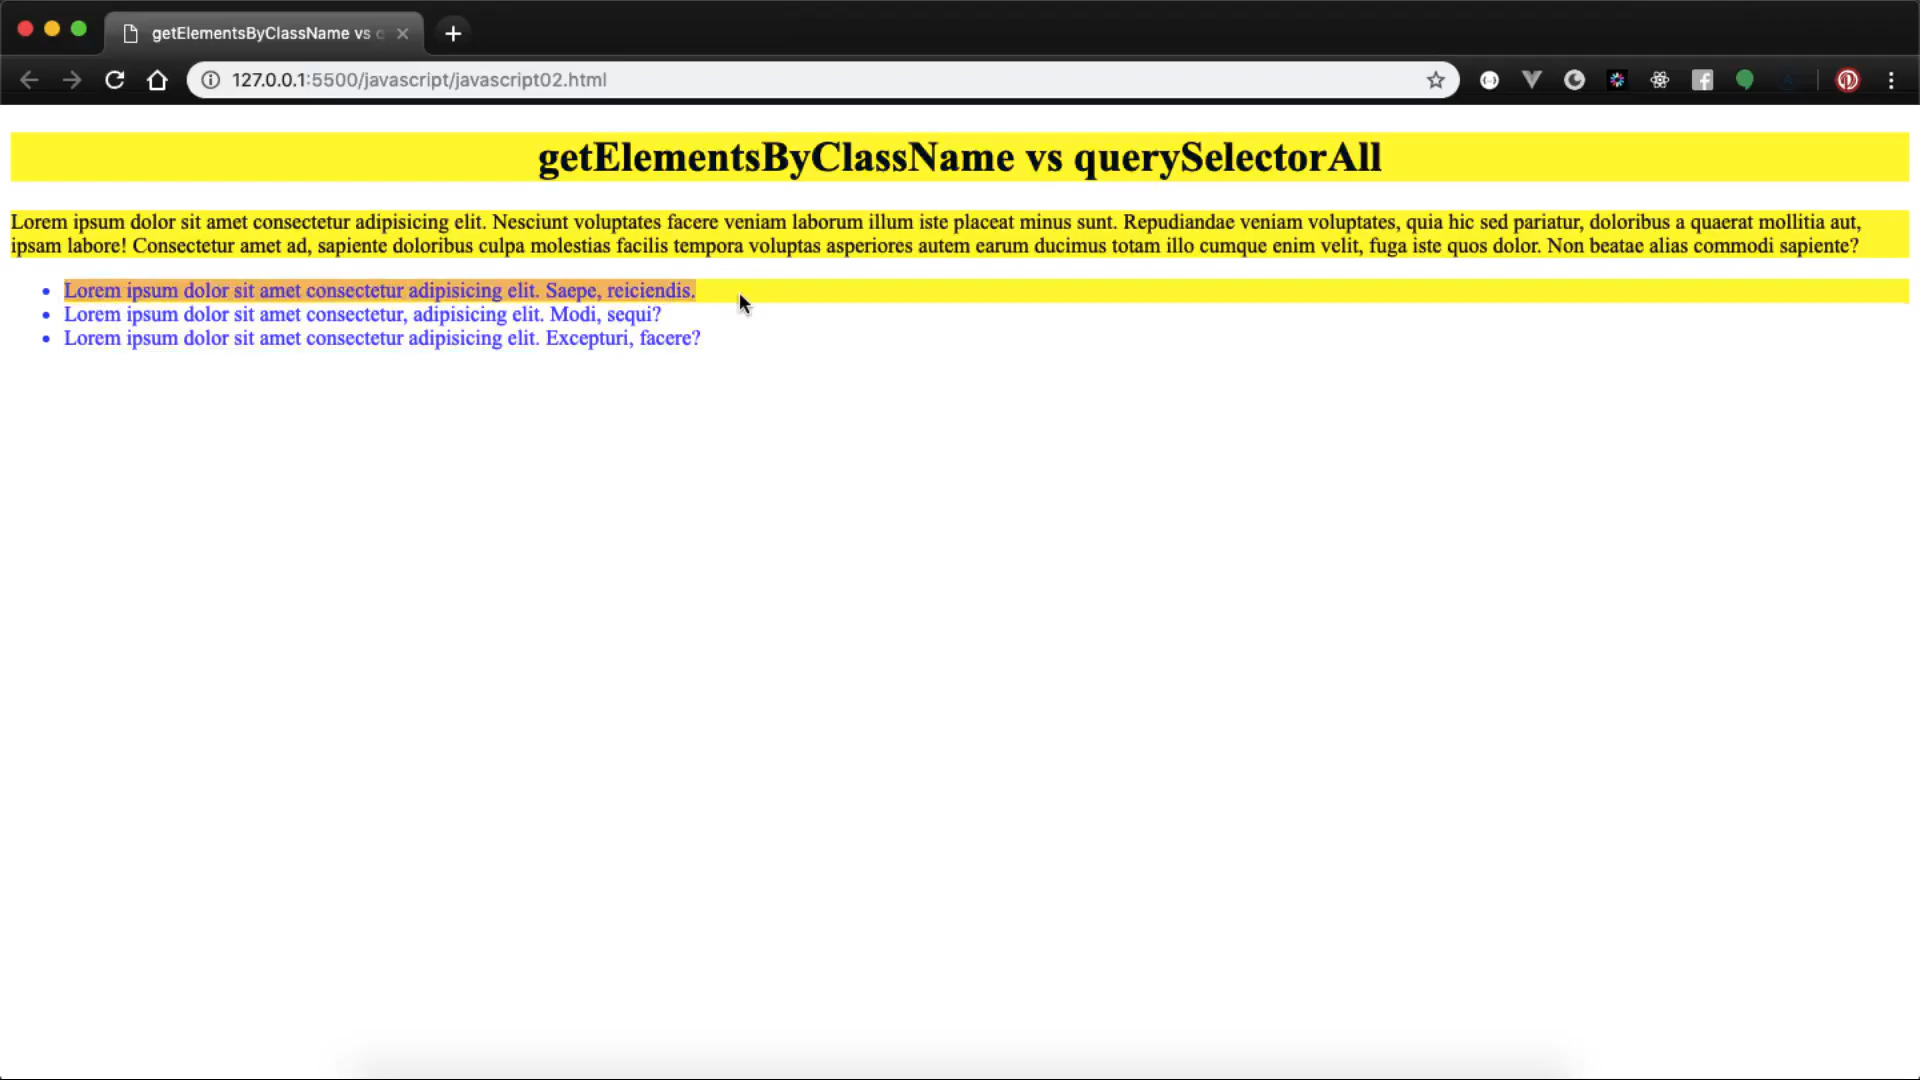 getElementsByClassName vs
127.0.0.1:5500/javascript/javascript02.html
getElementsByClassName vs querySelectorAll
Lorem ipsum dolor sit amet consectetur adipisicing elit. Nesciunt voluptates facere veniam laborum illum iste placeat minus sunt. Repudiandae veniam voluptates, quia hic sed pariatur, doloribus a quaerat mollitia aut,
ipsam labore! Consectetur amet ad, sapiente doloribus culpa molestias facilis tempora voluptas asperiores autem earum ducimus totam illo cumque enim velit, fuga iste quos dolor. Non beatae alias commodi sapiente?
• Lorem ipsum dolor sit amet consectetur adipisicing elit. Saepe, reiciendis.
• Lorem ipsum dolor sit amet consectetur, adipisicing elit. Modi, sequi?
• Lorem ipsum dolor sit amet consectetur adipisicing elit. Excepturi, facere?